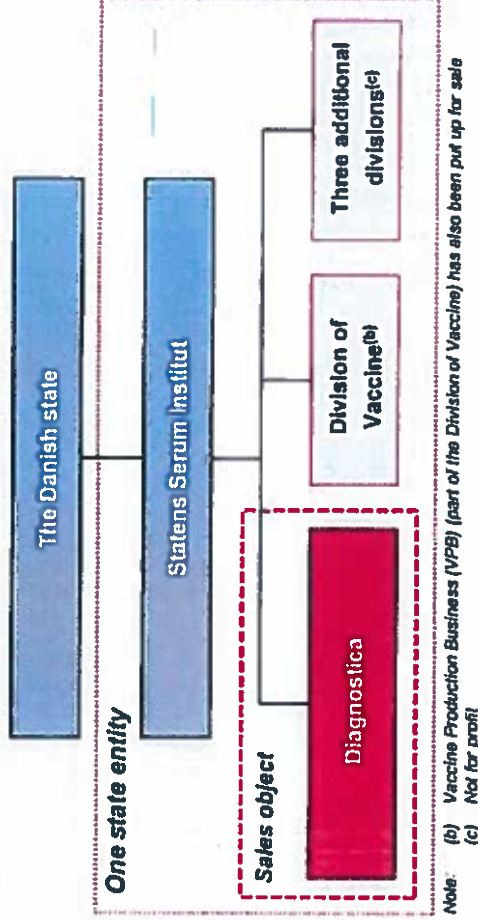 The Danish state
One state entity
Statens Serum Institut
Sales object
Diagnostica
Division of
Vaccine(b)
Three additional
divisions(c)
Note: (b) Vaccine Production Business (VPB) (part of the Division of Vaccine) has also been put up for sale
(c) Not for profit